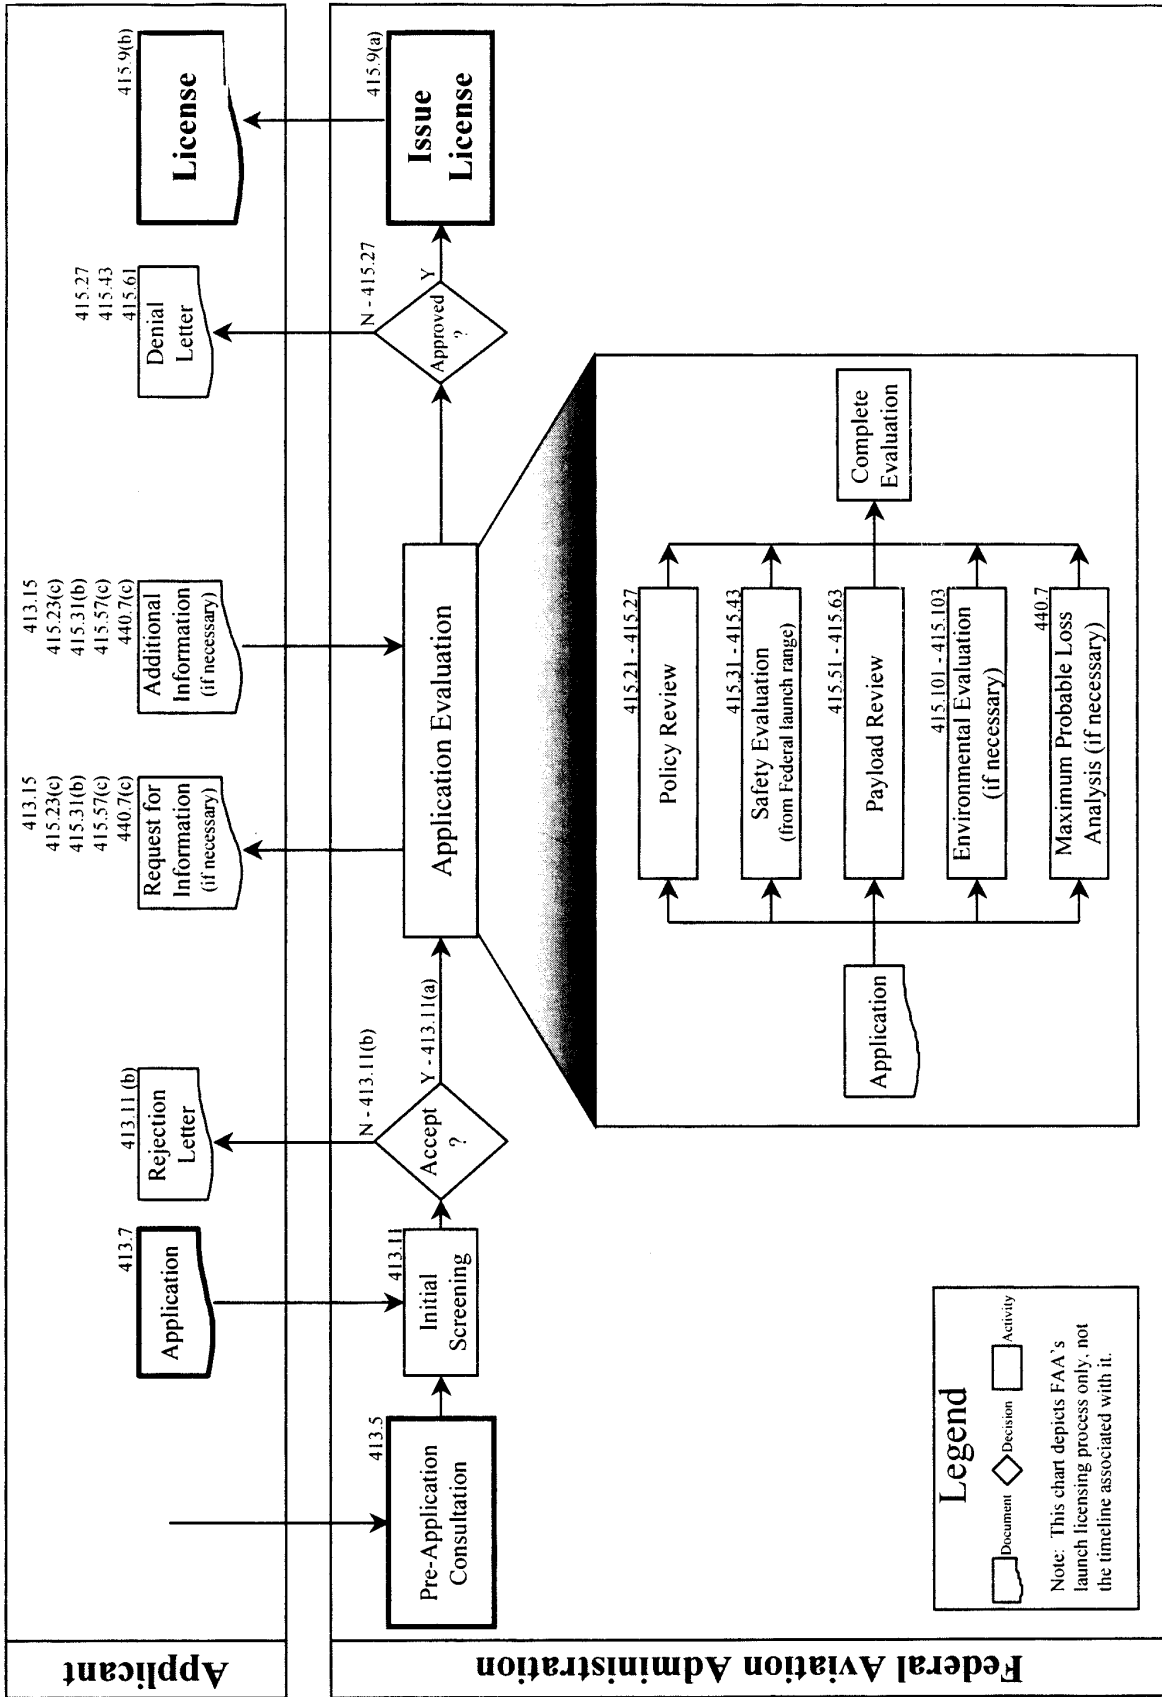 Applicant
413.7
Application
413.11(b)
Rejection
Letter
413.15
415.23(c)
415.31(b)
415.57(c)
440.7(c)
Request for
Information
(if necessary)
413.15
415.23(c)
415.31(b)
415.57(c)
440.7(c)
Additional
Information
(if necessary)
415.27
415.43
415.61
Denial
Letter
415.9(b)
License
Federal Aviation Administration
413.5
Pre-Application
Consultation
413.11
Initial
Screening
Accept
?
N - 413.11(b)
Y - 413.11(a)
Application Evaluation
Approved
?
N - 415.27
Y
415.9(a)
Issue
License
Application
415.21 - 415.27
Policy Review
415.31 - 415.43
Safety Evaluation
(from Federal launch range)
415.51 - 415.63
Payload Review
415.101 - 415.103
Environmental Evaluation
(if necessary)
440.7
Maximum Probable Loss
Analysis (if necessary)
Complete
Evaluation
Legend
Document
Decision
Activity
Note: This chart depicts FAA's
launch licensing process only, not
the timeline associated with it.